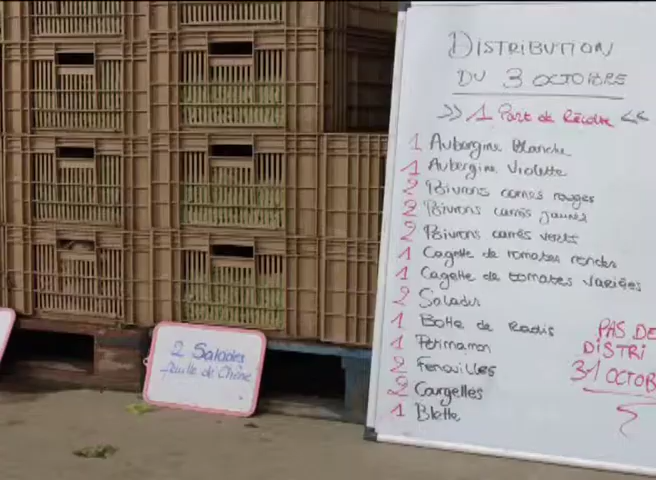 DISTRIBUTION
DU 3 OCTOBRE
>> 1 Part de Récolte <<
1 Aubergine Blanche
1 Aubergine Violette
2 Poivrons cornes rouges
2 Poivrons carrés jaunes
2 Poivrons carrés verts
1 Cagette de tomates rondes
1 Cagette de tomates variées
2 Salades
1 Botte de Radis
1 Potimarron
2 Fenouilles
2 Courgettes
1 Blette
PAS DE
DISTRI
31 OCTOB
2 Salades
feuille de Chêne